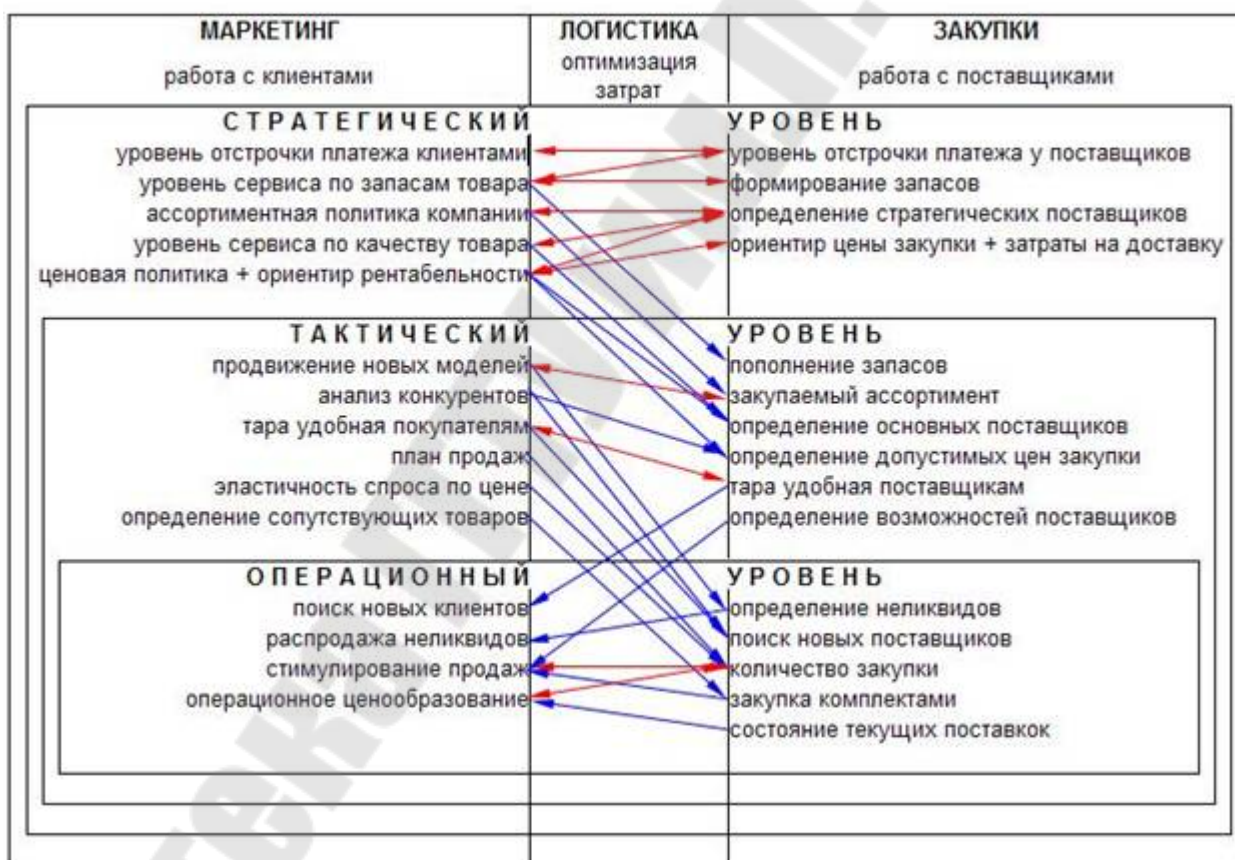 МАРКЕТИНГ
работа с клиентами
ЛОГИСТИКА
оптимизация
затрат
ЗАКУПКИ
работа с поставщиками
СТРАТЕГИЧЕСКИЙ УРОВЕНЬ
уровень отстрочки платежа клиентами
уровень отстрочки платежа у поставщиков
уровень сервиса по запасам товара
формирование запасов
ассортиментная политика компании
определение стратегических поставщиков
уровень сервиса по качеству товара
ориентир цены закупки + затраты на доставку
ценовая политика + ориентир рентабельности
ТАКТИЧЕСКИЙ УРОВЕНЬ
продвижение новых моделей
пополнение запасов
анализ конкурентов
закупаемый ассортимент
тара удобная покупателям
определение основных поставщиков
план продаж
определение допустимых цен закупки
эластичность спроса по цене
тара удобная поставщикам
определение сопутствующих товаров
определение возможностей поставщиков
ОПЕРАЦИОННЫЙ УРОВЕНЬ
поиск новых клиентов
определение неликвидов
распродажа неликвидов
поиск новых поставщиков
стимулирование продаж
количество закупки
операционное ценообразование
закупка комплектами
состояние текущих поставкок